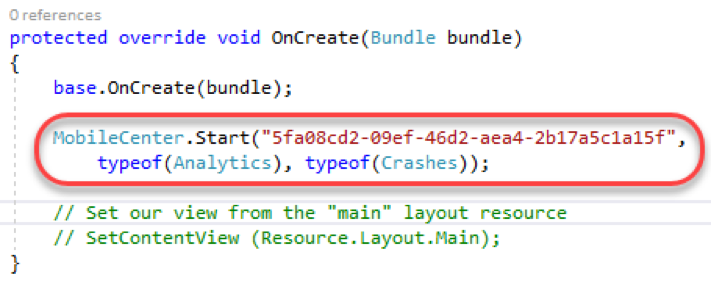 0 references
protected override void OnCreate(Bundle bundle)
{
base.OnCreate(bundle);
MobileCenter.Start("5fa08cd2-09ef-46d2-aea4-2b17a5c1a15f",
typeof(Analytics), typeof(Crashes));
// Set our view from the "main" layout resource
// SetContentView (Resource.Layout.Main);
}